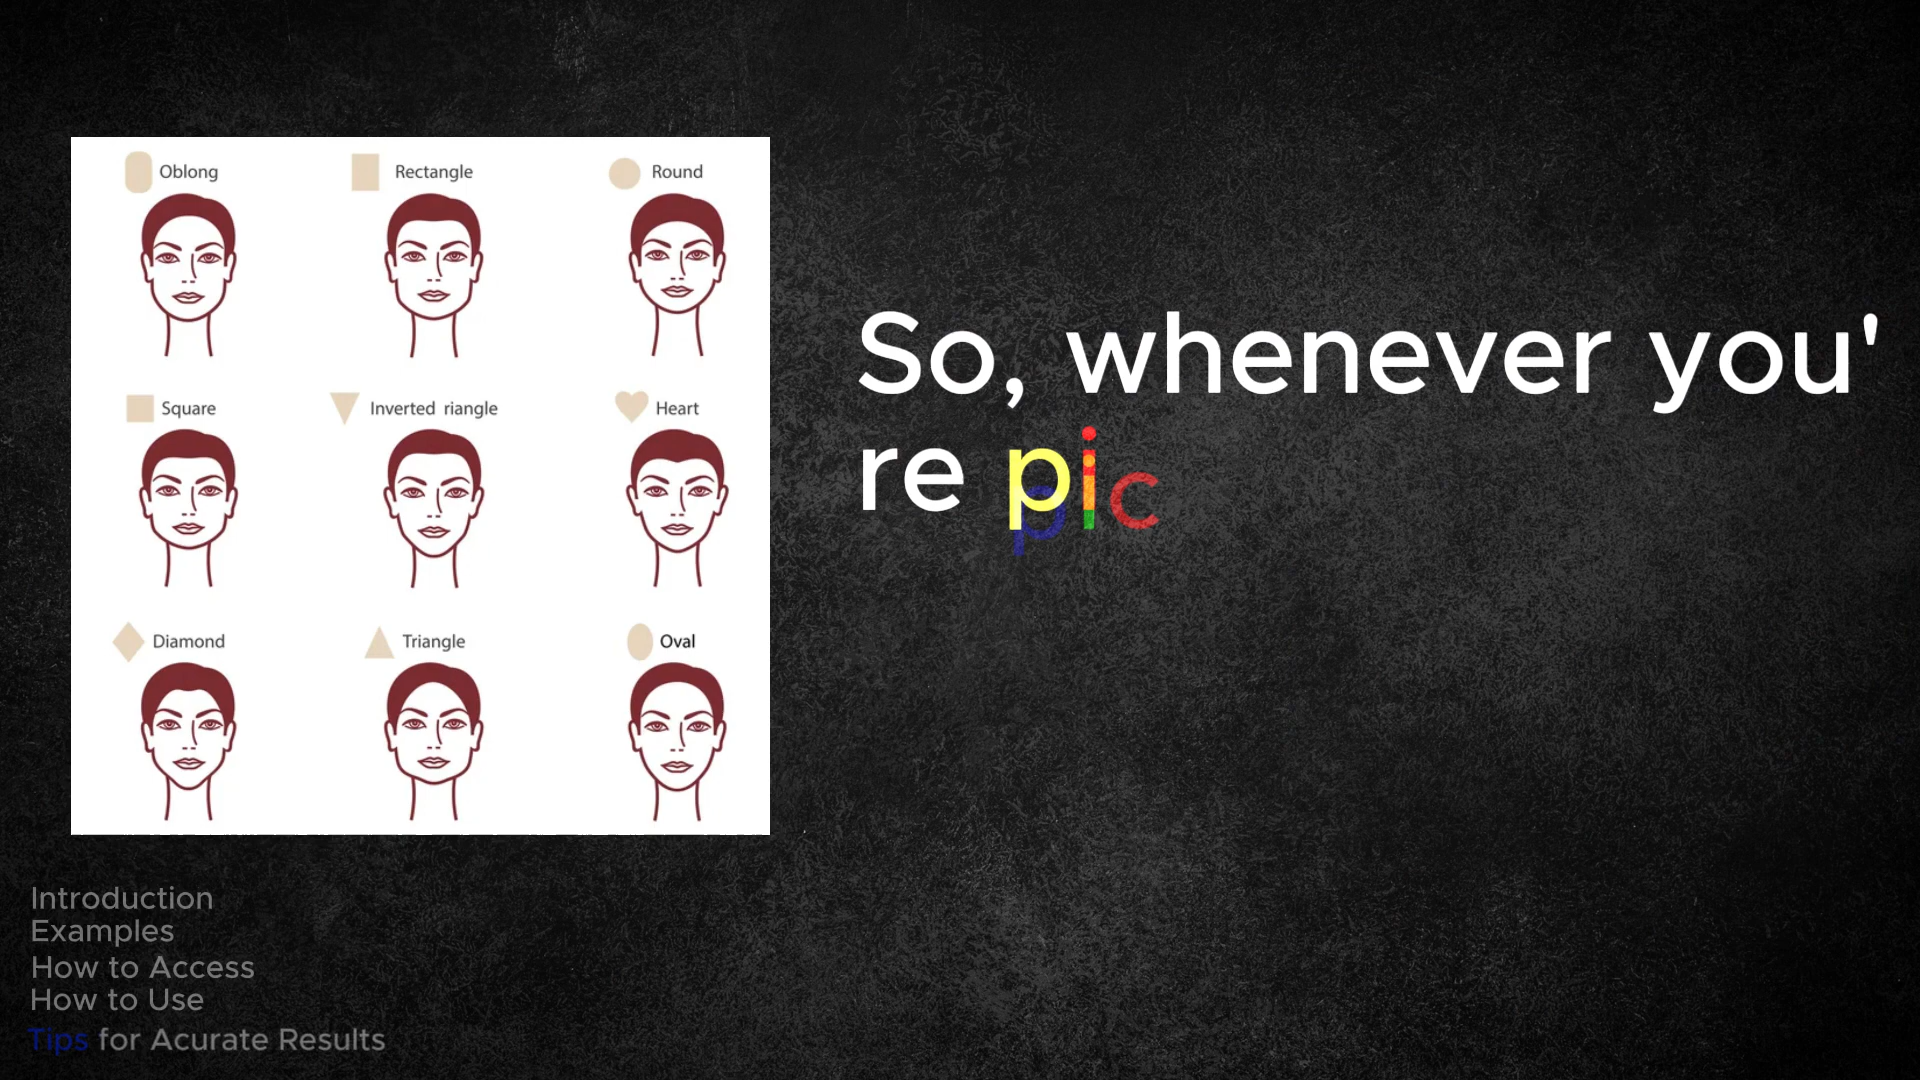 Oblong
Rectangle
Round
Square
Inverted riangle
Heart
Diamond
Triangle
Oval
So, whenever you'
re pic
Introduction
Examples
How to Access
How to Use
Tips for Acurate Results